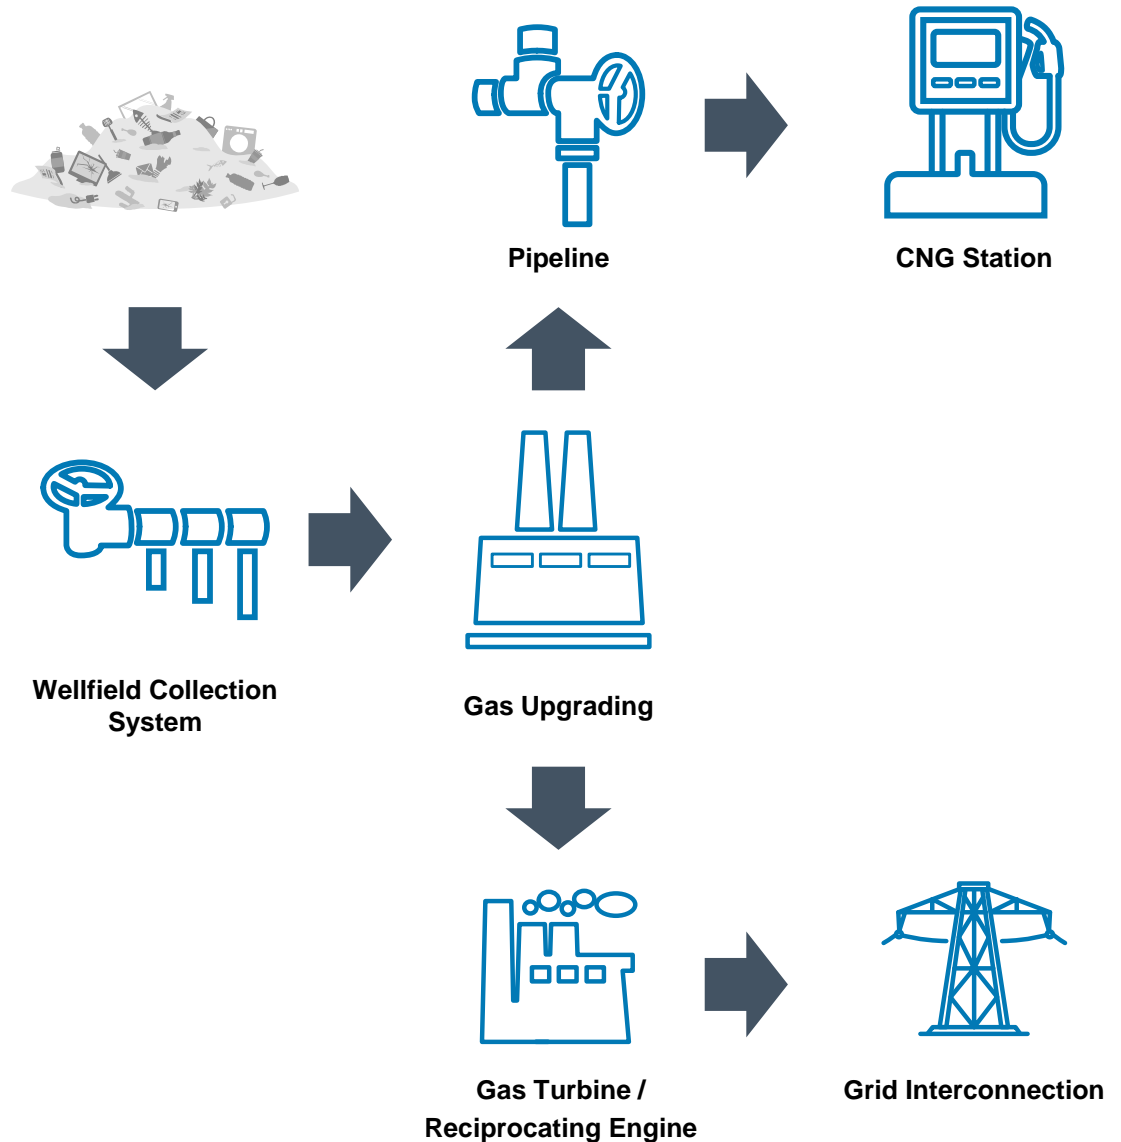 Pipeline
CNG Station
Wellfield Collection
System
Gas Upgrading
Gas Turbine /
Reciprocating Engine
Grid Interconnection